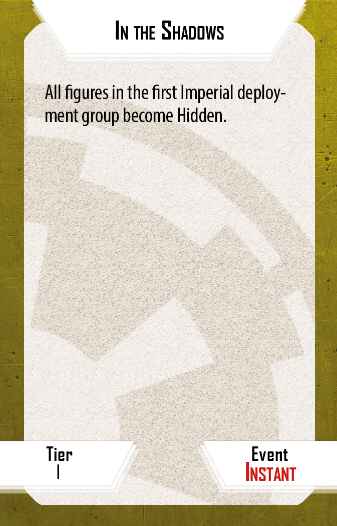 In the Shadows
All figures in the first Imperial deploy-
ment group become Hidden.
Tier
I
Event
Instant